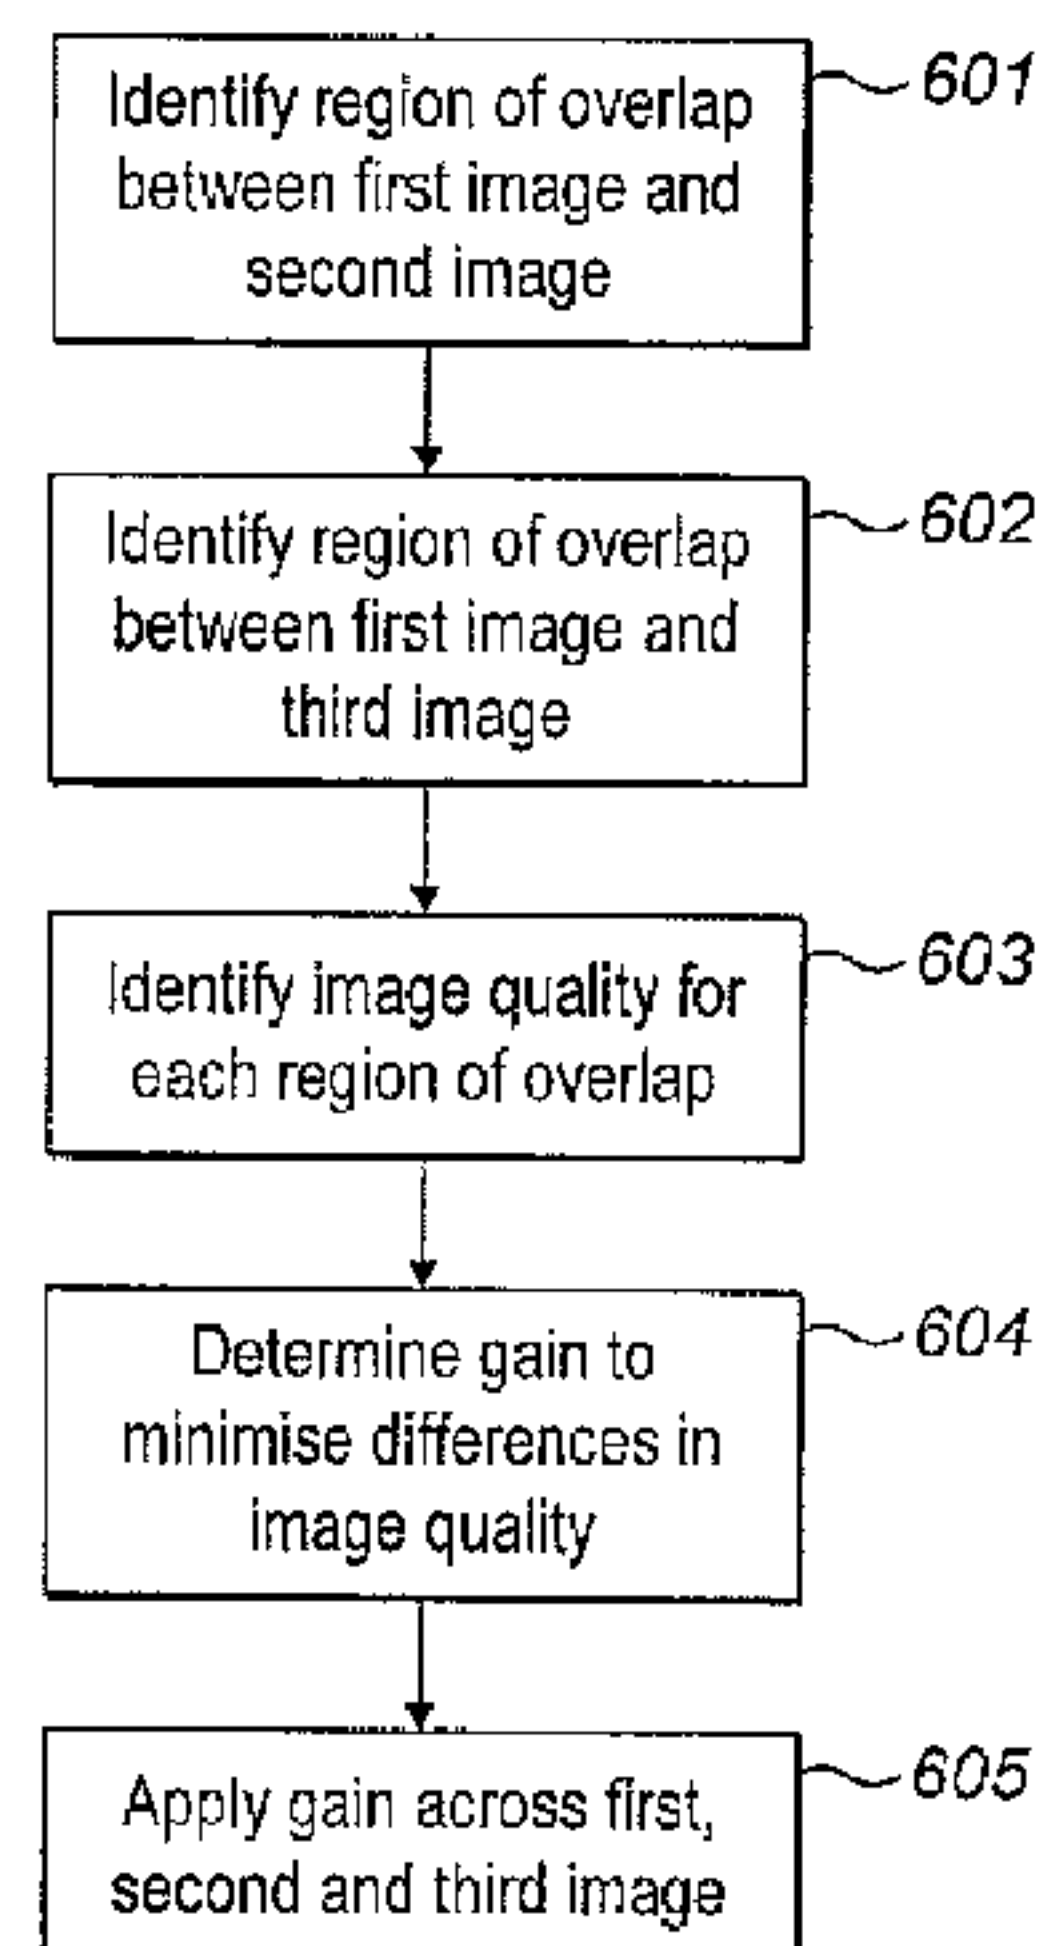 Identify region of overlap
between first image and
second image
601
Identify region of overlap
between first image and
third image
602
Identify image quality for
each region of overlap
603
Determine gain to
minimise differences in
image quality
604
Apply gain across first,
second and third image
605